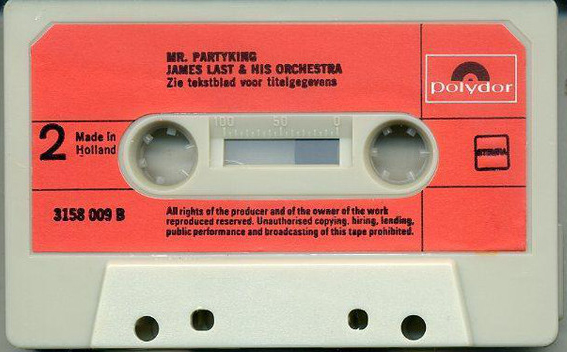 MR. PARTYKING
JAMES LAST & HIS ORCHESTRA
Zie tekstblad voor titelgegevens
polydor
100 50 0
2
Made in
Holland
STEMRA
3158 009 B
All rights of the producer and of the owner of the work
reproduced reserved. Unauthorised copying, hiring, lending,
public performance and broadcasting of this tape prohibited.